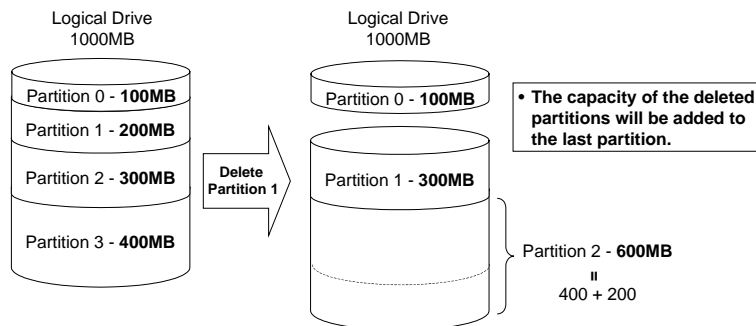 Logical Drive
1000MB
Partition 0 - 100MB
Partition 1 - 200MB
Partition 2 - 300MB
Partition 3 - 400MB
Delete
Partition 1
Logical Drive
1000MB
Partition 0 - 100MB
Partition 1 - 300MB
Partition 2 - 600MB
=
400 + 200
• The capacity of the deleted
partitions will be added to
the last partition.